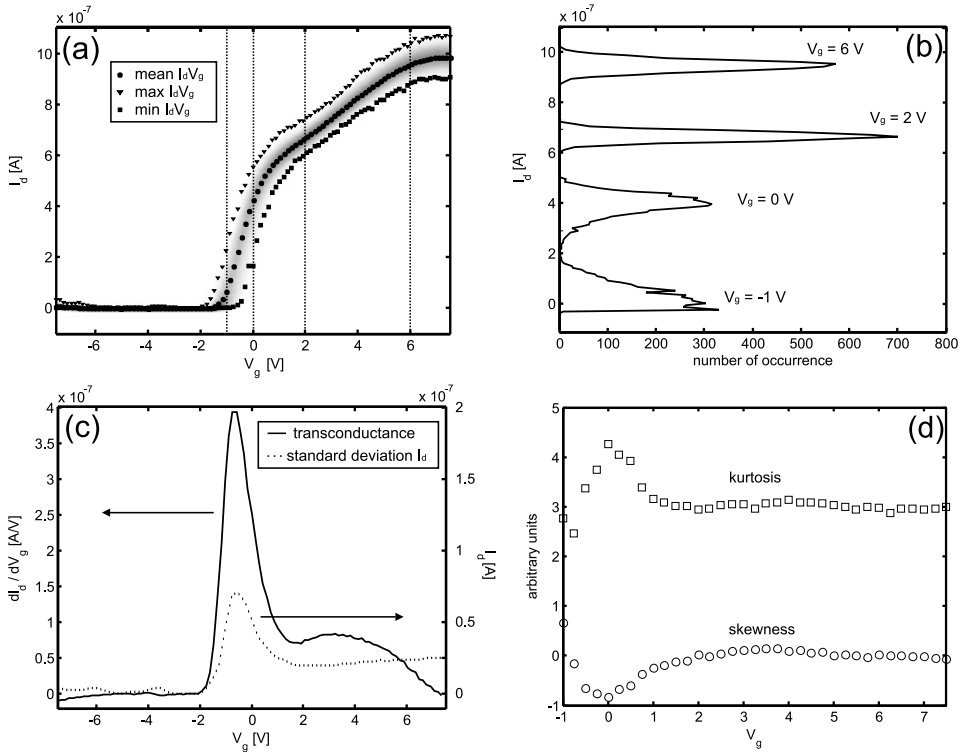 x 10⁻⁷
(a)
mean IdVg
max IdVg
min IdVg
10
8
6
4
2
0
Id [A]
-6 -4 -2 0 2 4 6
Vg [V]
x 10⁻⁷
(b)
Vg = 6 V
Vg = 2 V
Vg = 0 V
Vg = -1 V
10
8
6
4
2
0
Id [A]
0 100 200 300 400 500 600 700 800
number of occurrence
x 10⁻⁷
x 10⁻⁷
(c)
transconductance
standard deviation Id
4
3.5
3
2.5
2
1.5
1
0.5
0
dId / dVg [A/V]
2
1.5
1
0.5
0
Id [A]
-6 -4 -2 0 2 4 6
Vg [V]
(d)
kurtosis
skewness
5
4
3
2
1
0
-1
arbitrary units
-1 0 1 2 3 4 5 6 7
Vg